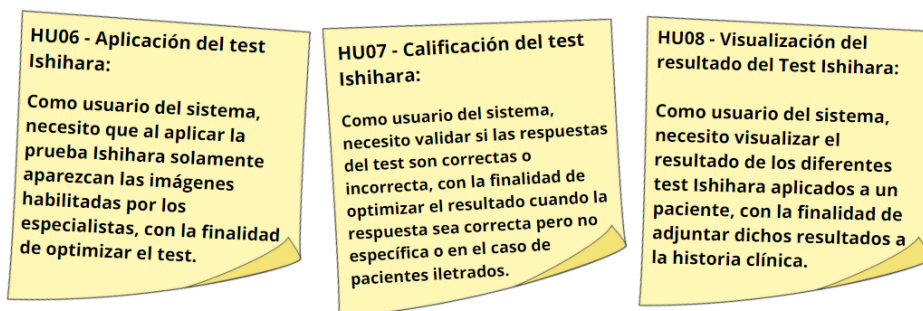 HU06 - Aplicación del test
Ishihara:
Como usuario del sistema,
necesito que al aplicar la
prueba Ishihara solamente
aparezcan las imágenes
habilitadas por los
especialistas, con la finalidad
de optimizar el test.
HU07 - Calificación del test
Ishihara:
Como usuario del sistema,
necesito validar si las respuestas
del test son correctas o
incorrecta, con la finalidad de
optimizar el resultado cuando la
respuesta sea correcta pero no
específica o en el caso de
pacientes iletrados.
HU08 - Visualización del
resultado del Test Ishihara:
Como usuario del sistema,
necesito visualizar el
resultado de los diferentes
test Ishihara aplicados a un
paciente, con la finalidad de
adjuntar dichos resultados a
la historia clínica.